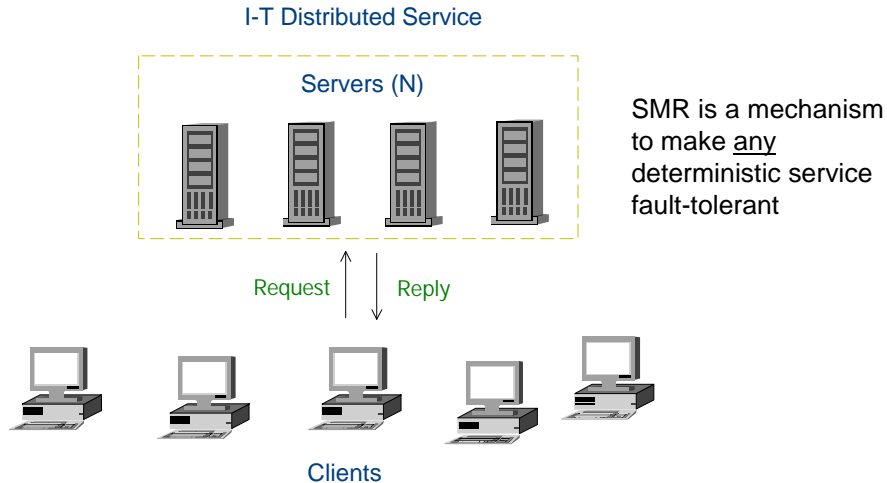 I-T Distributed Service
Servers (N)
SMR is a mechanism
to make any
deterministic service
fault-tolerant
Request
Reply
Clients